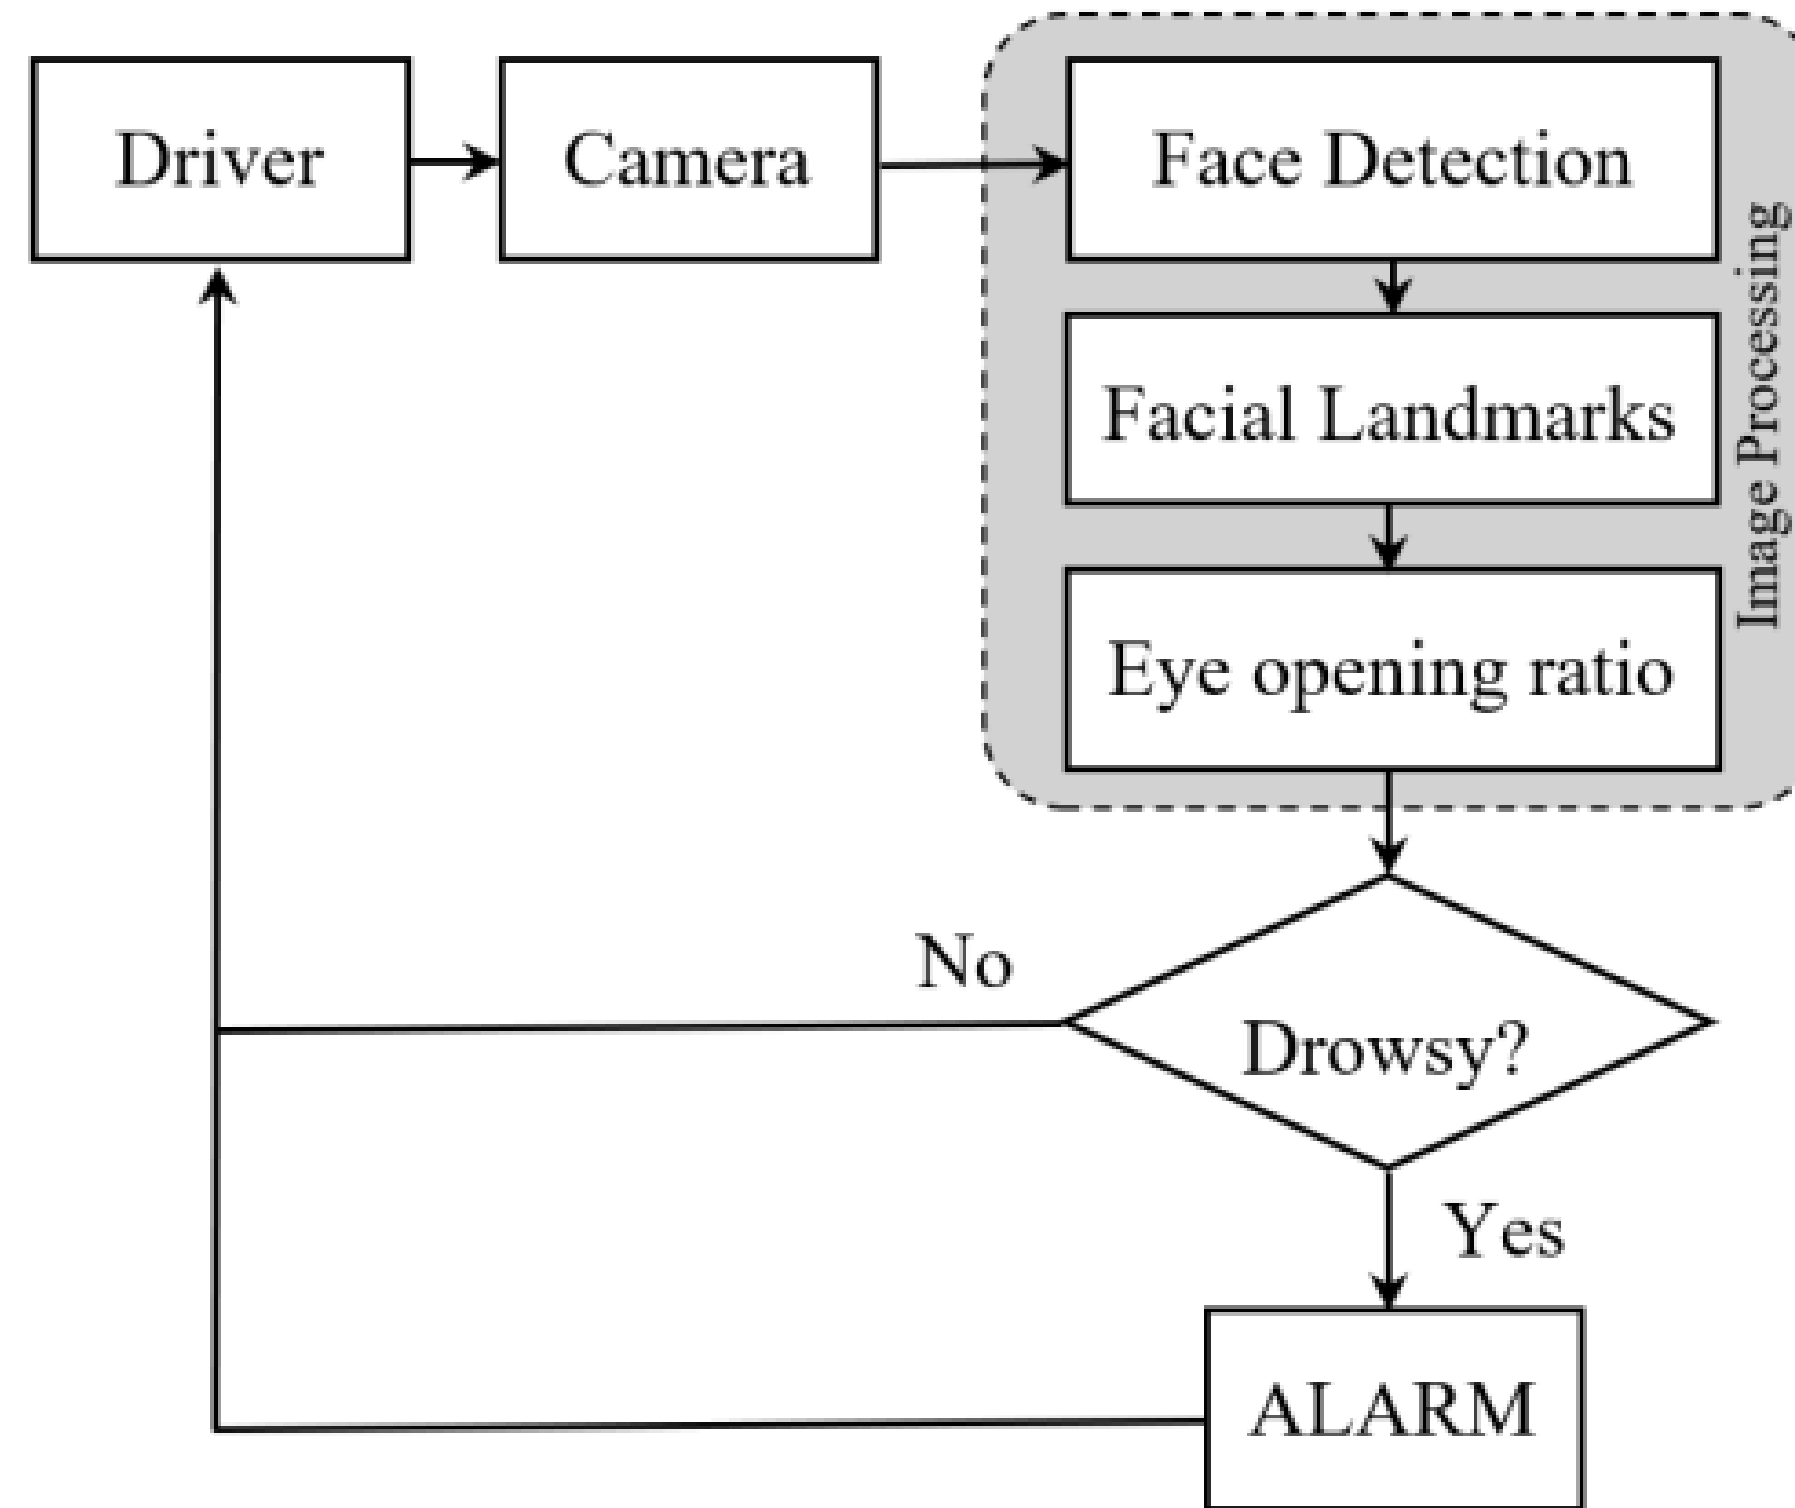 Driver
Camera
Face Detection
Facial Landmarks
Eye opening ratio
Image Processing
Drowsy?
No
Yes
ALARM